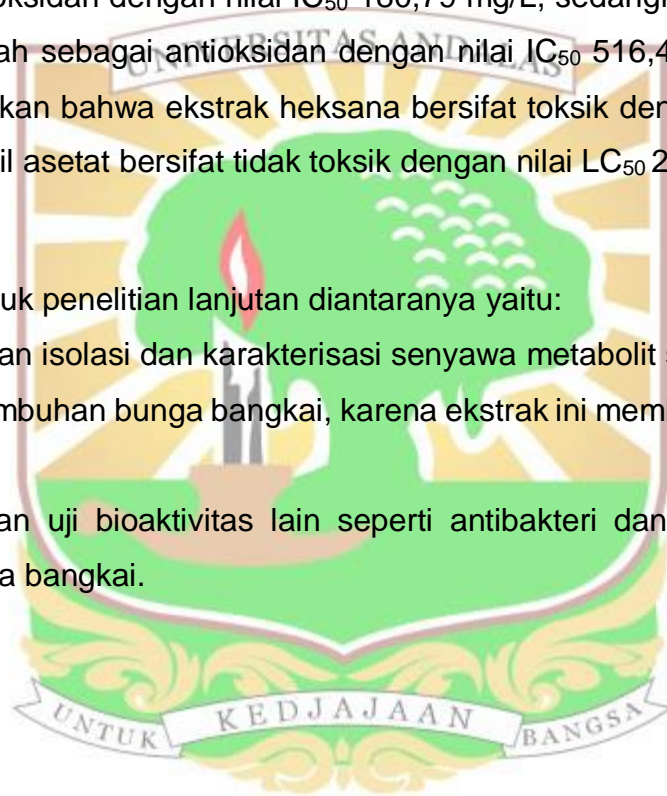 oksidan dengan nilai IC50 180,79 mg/L, sedang
ah sebagai antioksidan dengan nilai IC50 516,4
UNIVERSITAS ANDALAS
kan bahwa ekstrak heksana bersifat toksik den
il asetat bersifat tidak toksik dengan nilai LC50 2
uk penelitian lanjutan diantaranya yaitu:
an isolasi dan karakterisasi senyawa metabolit s
mbuhan bunga bangkai, karena ekstrak ini mem
an uji bioaktivitas lain seperti antibakteri dan
a bangkai.
UNTUK KEDJAJAAN BANGSA